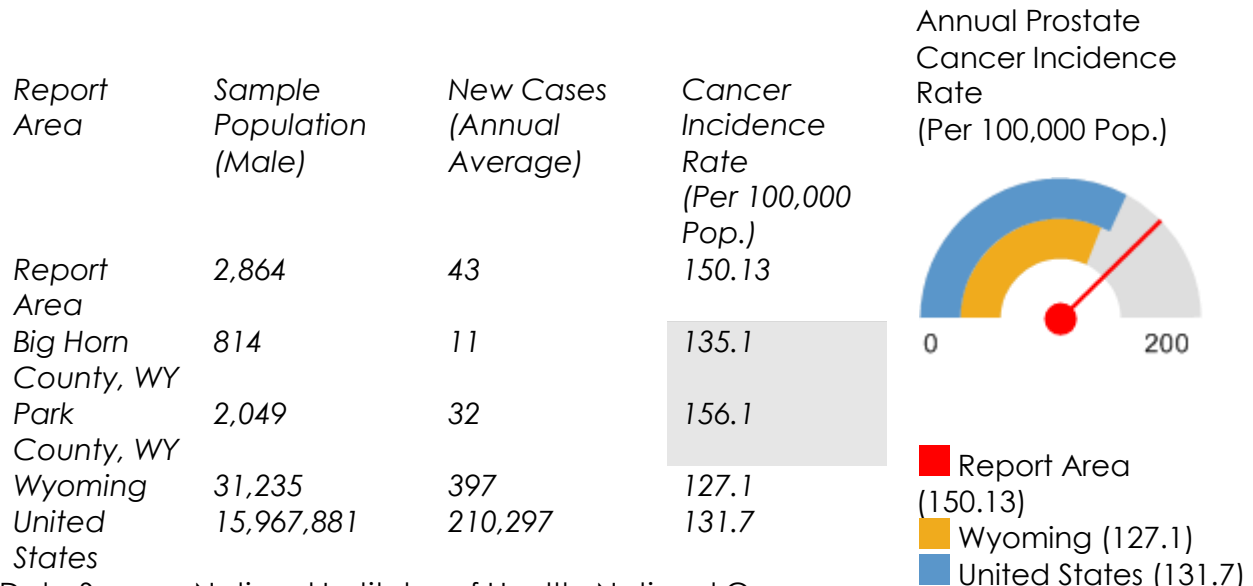 Report Area
Sample Population (Male)
New Cases (Annual Average)
Cancer Incidence Rate (Per 100,000 Pop.)
Report Area 2,864 43 150.13
Big Horn County, WY 814 11 135.1
Park County, WY 2,049 32 156.1
Wyoming 31,235 397 127.1
United States 15,967,881 210,297 131.7
Annual Prostate
Cancer Incidence
Rate
(Per 100,000 Pop.)
0 200
Report Area
(150.13)
Wyoming (127.1)
United States (131.7)